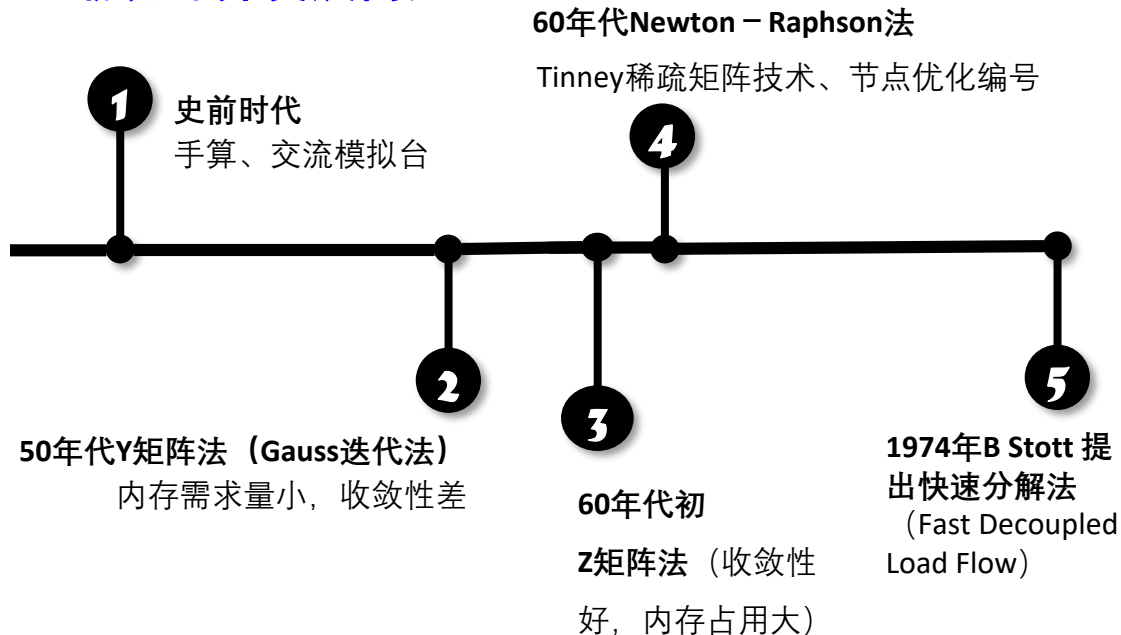 60年代Newton－Raphson法
Tinney稀疏矩阵技术、节点优化编号
1
史前时代
手算、交流模拟台
4
2
50年代Y矩阵法（Gauss迭代法）
内存需求量小，收敛性差
3
60年代初
Z矩阵法（收敛性
好，内存占用大）
5
1974年B Stott 提
出快速分解法
（Fast Decoupled
Load Flow）